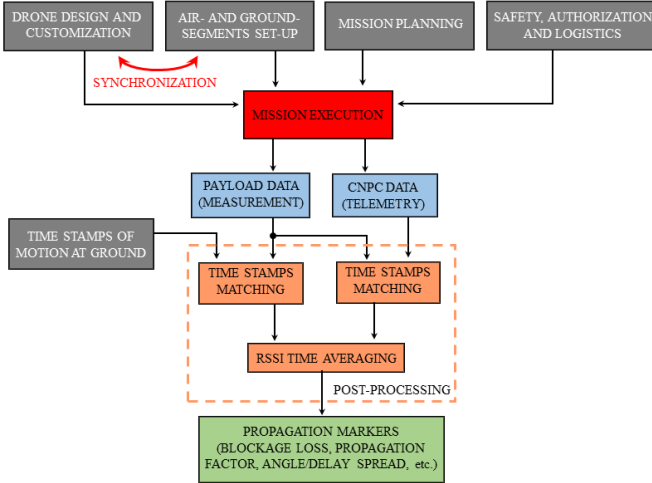 DRONE DESIGN AND
CUSTOMIZATION
AIR- AND GROUND-
SEGMENTS SET-UP
MISSION PLANNING
SAFETY, AUTHORIZATION
AND LOGISTICS
SYNCHRONIZATION
MISSION EXECUTION
PAYLOAD DATA
(MEASUREMENT)
CNPC DATA
(TELEMETRY)
TIME STAMPS OF
MOTION AT GROUND
TIME STAMPS
MATCHING
TIME STAMPS
MATCHING
RSSI TIME AVERAGING
POST-PROCESSING
PROPAGATION MARKERS
(BLOCKAGE LOSS, PROPAGATION
FACTOR, ANGLE/DELAY SPREAD, etc.)